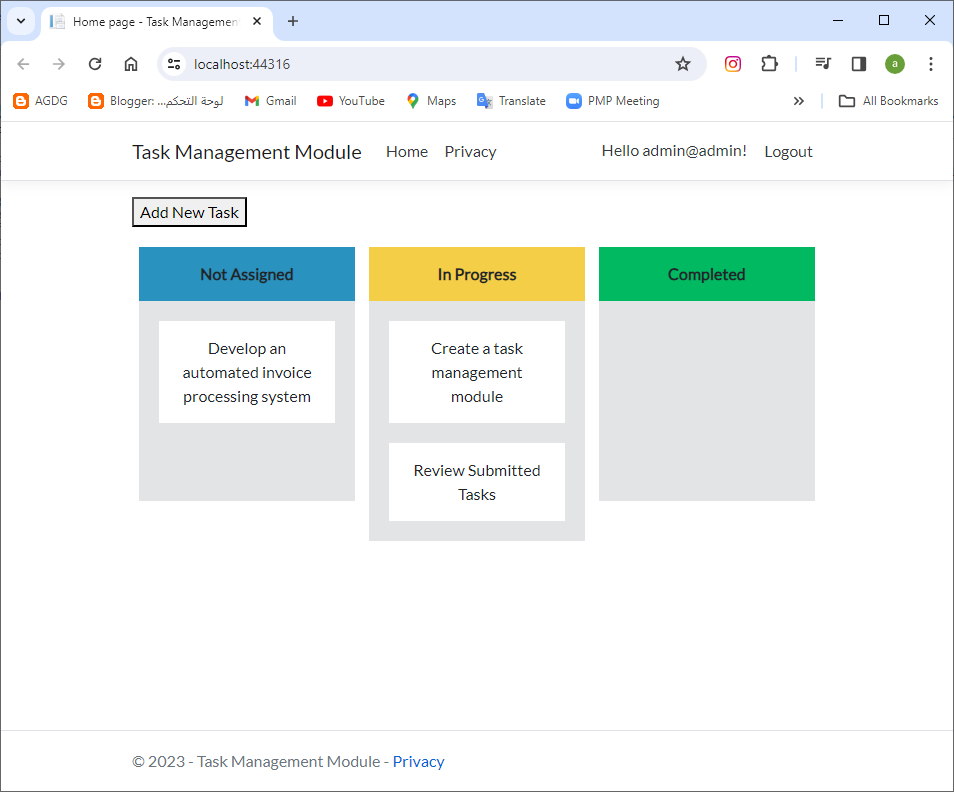 Home page - Task Management
localhost:44316
AGDG
Blogger: لوحة التحكم...
Gmail
YouTube
Maps
Translate
PMP Meeting
»
All Bookmarks
a
Task Management Module
Home
Privacy
Hello admin@admin!
Logout
Add New Task
Not Assigned
Develop an
automated invoice
processing system
In Progress
Create a task
management
module
Review Submitted
Tasks
Completed
© 2023 - Task Management Module - Privacy